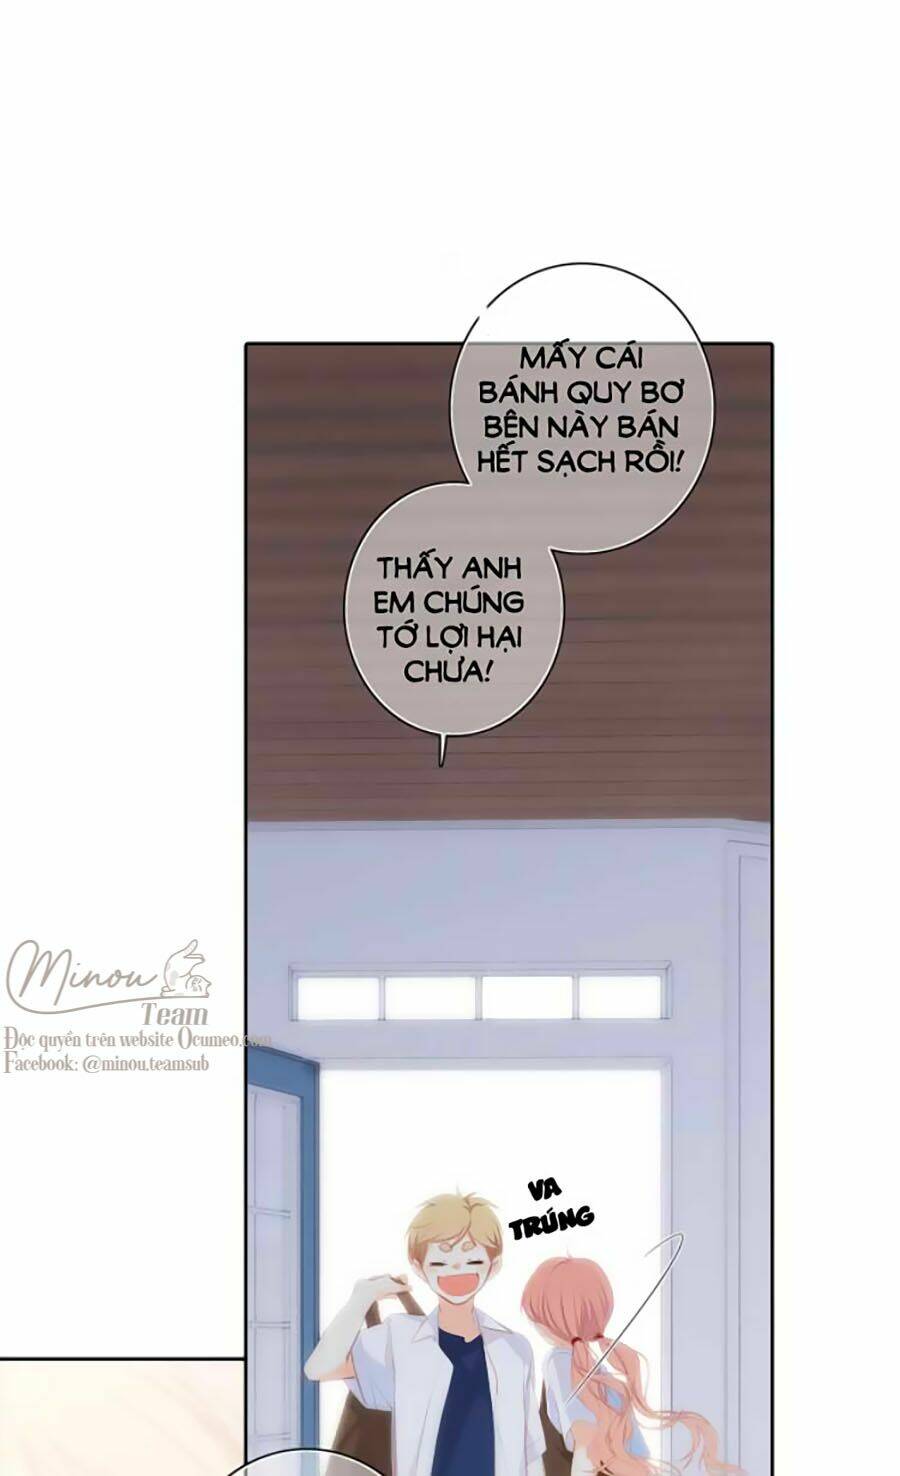 MẤY CÁI
BÁNH QUY BƠ
BÊN NÀY BÁN
HẾT SẠCH RỒI!
THẤY ANH
EM CHÚNG
TỚ LỢI HẠI
CHƯA!
Minou
Team
Độc quyền trên website Ocumeo.com
Facebook: @minou.teamsub
VA
TRÚNG